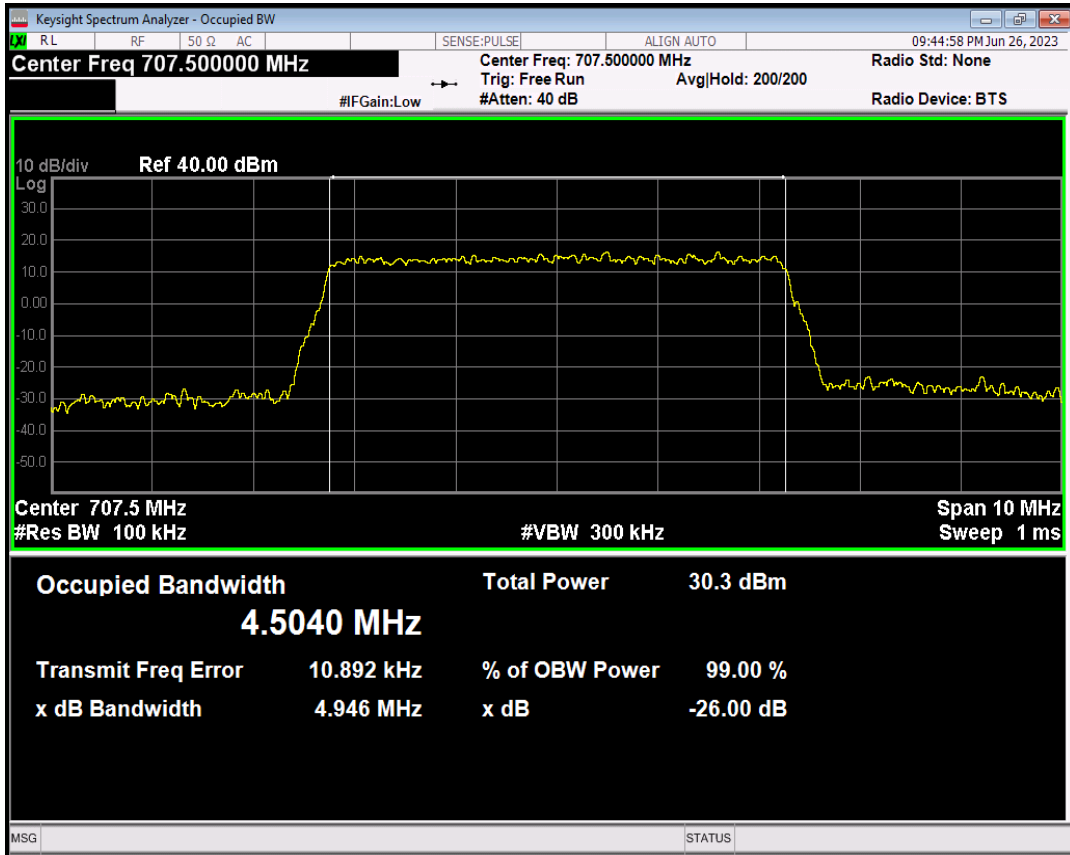 Keysight Spectrum Analyzer - Occupied BW
LXI RL RF 50 Ω AC SENSE:PULSE ALIGN AUTO 09:44:58 PM Jun 26, 2023
Center Freq 707.500000 MHz Center Freq: 707.500000 MHz Radio Std: None
Trig: Free Run Avg|Hold: 200/200
#IFGain:Low #Atten: 40 dB Radio Device: BTS
10 dB/div Ref 40.00 dBm
Log
30.0
20.0
10.0
0.00
-10.0
-20.0
-30.0
-40.0
-50.0
Center 707.5 MHz Span 10 MHz
#Res BW 100 kHz #VBW 300 kHz Sweep 1 ms
Occupied Bandwidth Total Power 30.3 dBm
4.5040 MHz
Transmit Freq Error 10.892 kHz % of OBW Power 99.00 %
x dB Bandwidth 4.946 MHz x dB -26.00 dB
MSG STATUS